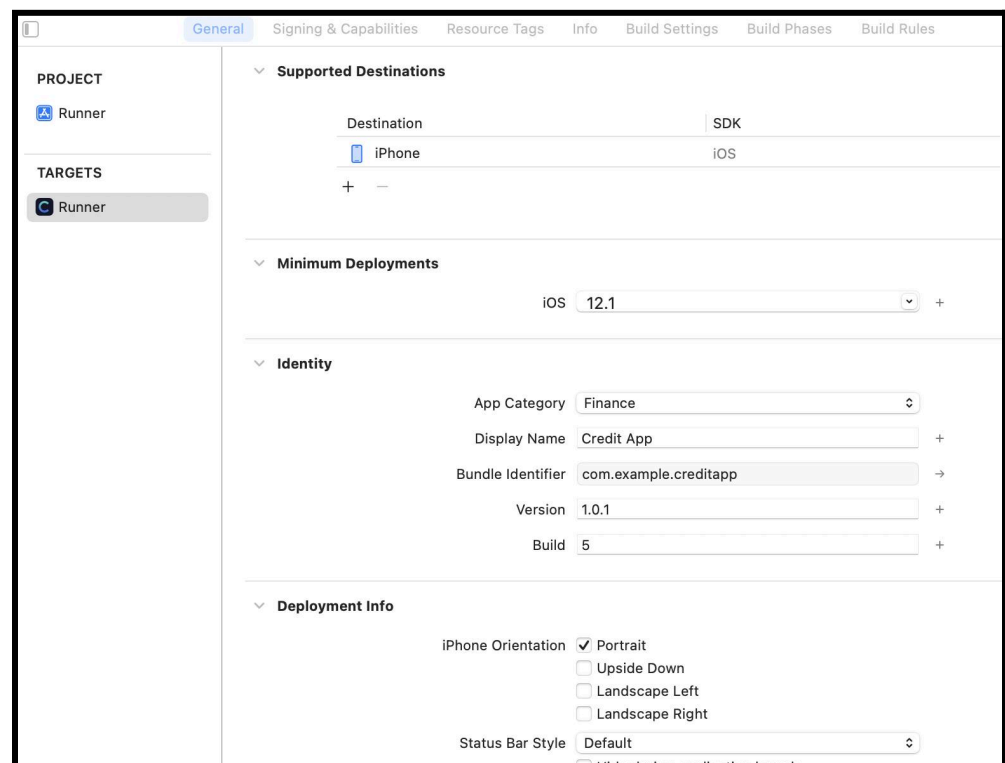 General Signing & Capabilities Resource Tags Info Build Settings Build Phases Build Rules
PROJECT
Runner
TARGETS
Runner
Supported Destinations
Destination SDK
iPhone iOS
+ −
Minimum Deployments
iOS 12.1 +
Identity
App Category Finance
Display Name Credit App +
Bundle Identifier com.example.creditapp
Version 1.0.1 +
Build 5 +
Deployment Info
iPhone Orientation Portrait
Upside Down
Landscape Left
Landscape Right
Status Bar Style Default